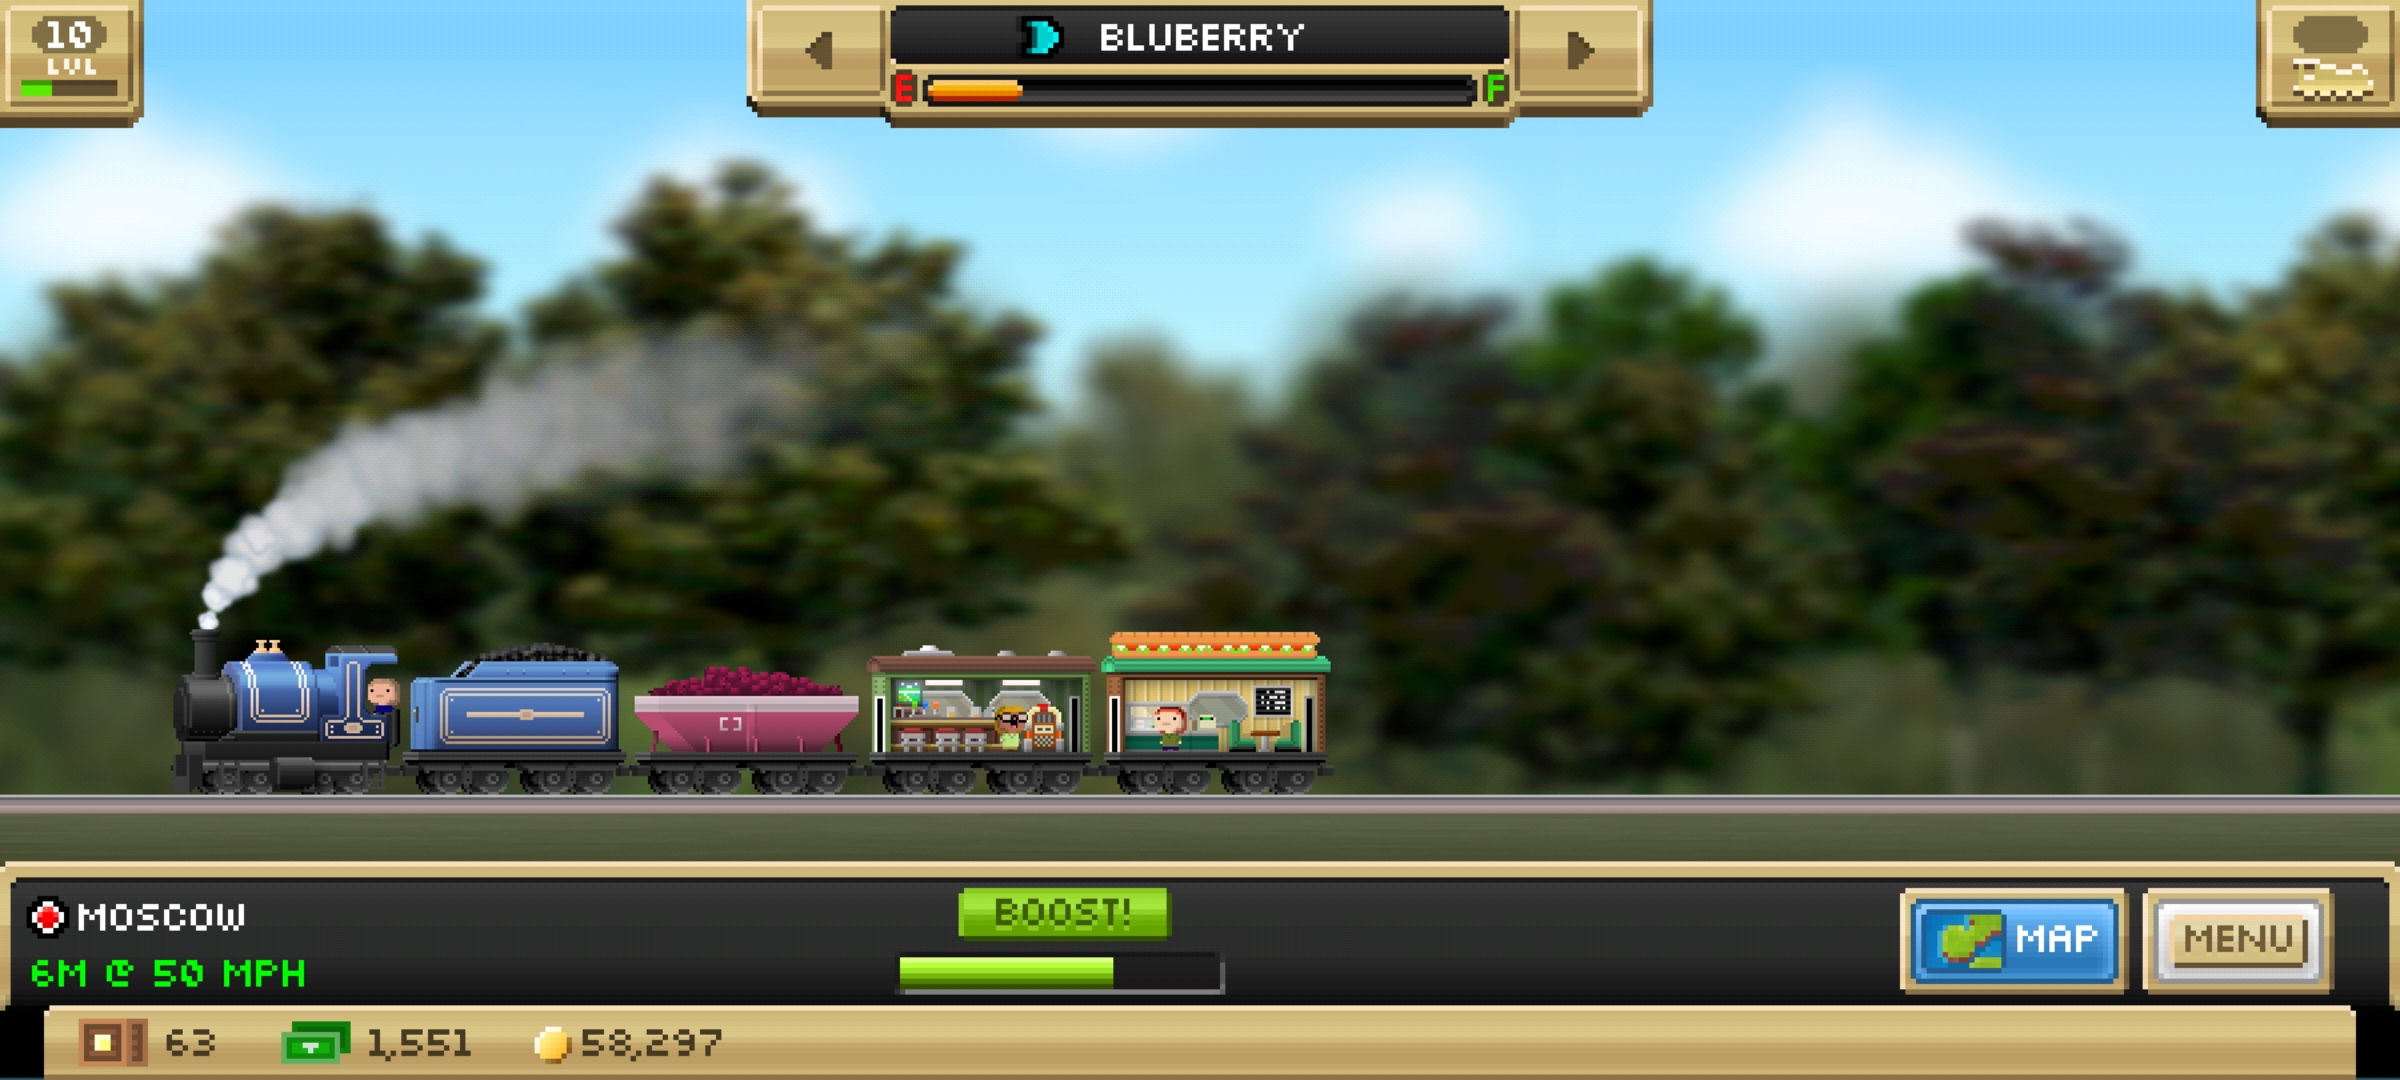 10
LVL
BLUBERRY
E F
MOSCOW
6M @ 50 MPH
BOOST!
MAP
MENU
63 1,551 58,297